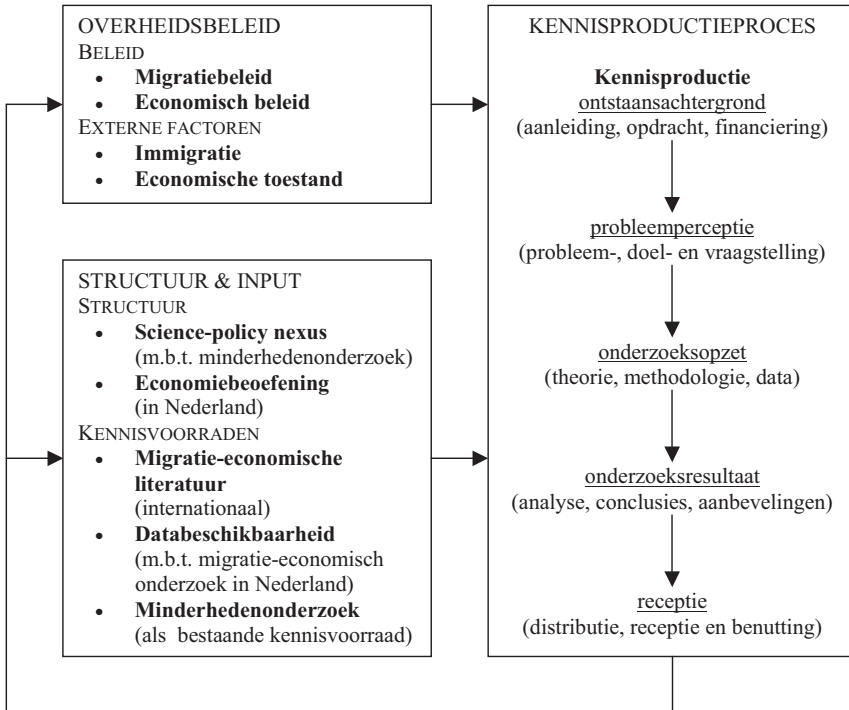 OVERHEIDSBELEID
BELEID
• Migratiebeleid
• Economisch beleid
EXTERNE FACTOREN
• Immigratie
• Economische toestand
STRUCTUUR & INPUT
STRUCTUUR
• Science-policy nexus
(m.b.t. minderhedenonderzoek)
• Economiebeoefening
(in Nederland)
KENNISVOORRADEN
• Migratie-economische
literatuur
(internationaal)
• Databeschikbaarheid
(m.b.t. migratie-economisch
onderzoek in Nederland)
• Minderhedenonderzoek
(als bestaande kennisvoorraad)
KENNISPRODUCTIEPROCES
Kennisproductie
ontstaansachtergrond
(aanleiding, opdracht, financiering)
probleemperceptie
(probleem-, doel- en vraagstelling)
onderzoeksopzet
(theorie, methodologie, data)
onderzoeksresultaat
(analyse, conclusies, aanbevelingen)
receptie
(distributie, receptie en benutting)